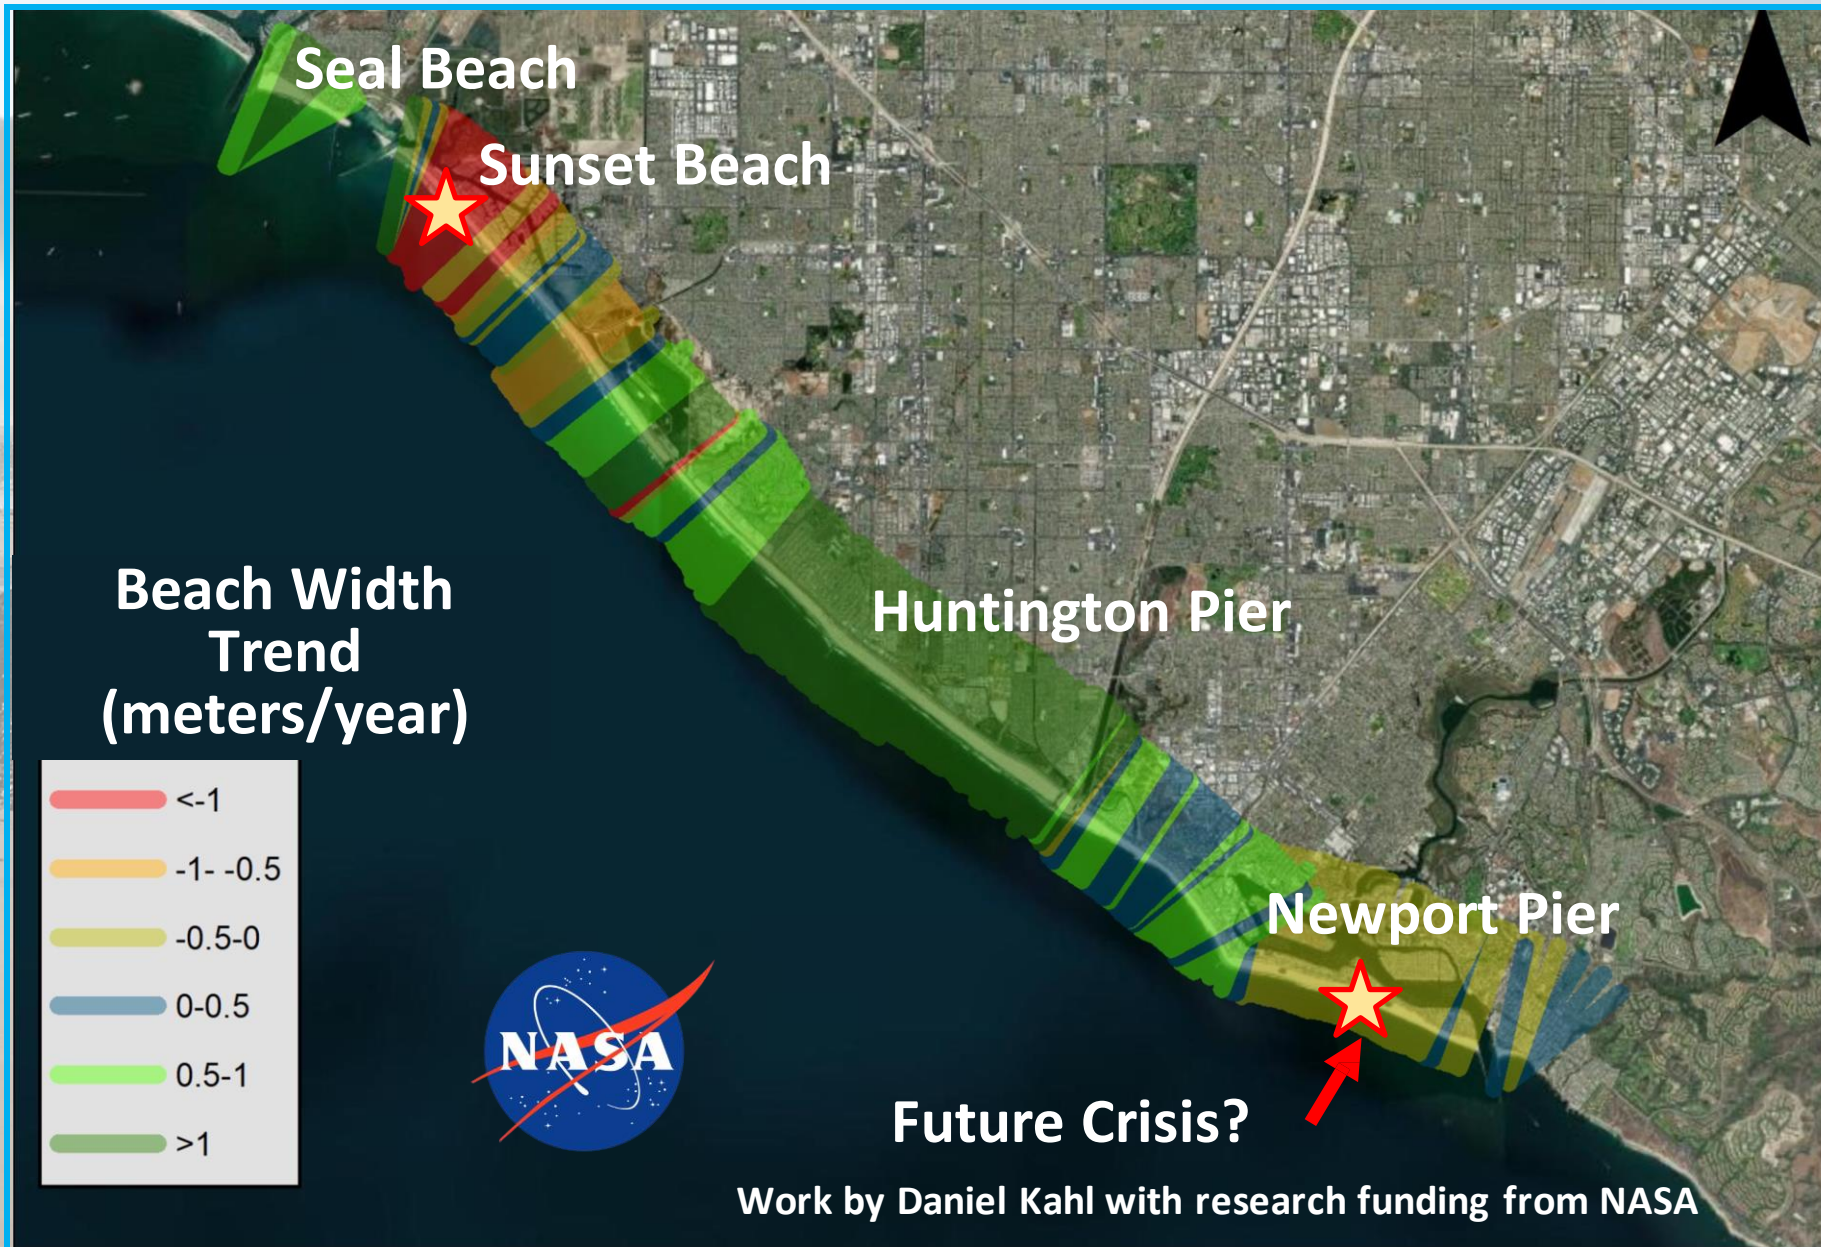 Seal Beach
Sunset Beach
Huntington Pier
Beach Width
Trend
(meters/year)
<-1
-1- -0.5
-0.5-0
0-0.5
0.5-1
>1
NASA
Newport Pier
Future Crisis?
Work by Daniel Kahl with research funding from NASA